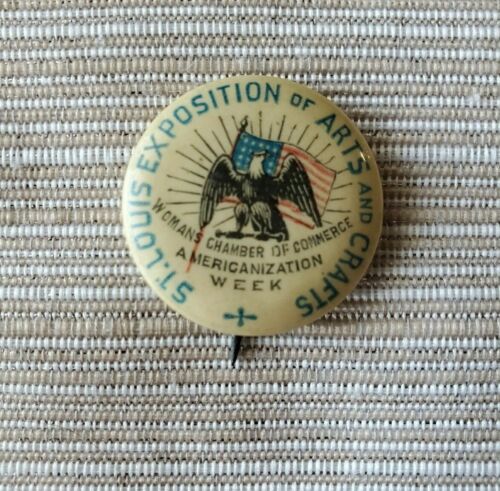 ST. LOUIS EXPOSITION OF ARTS AND CRAFTS
WOMANS CHAMBER OF COMMERCE
AMERICANIZATION
WEEK